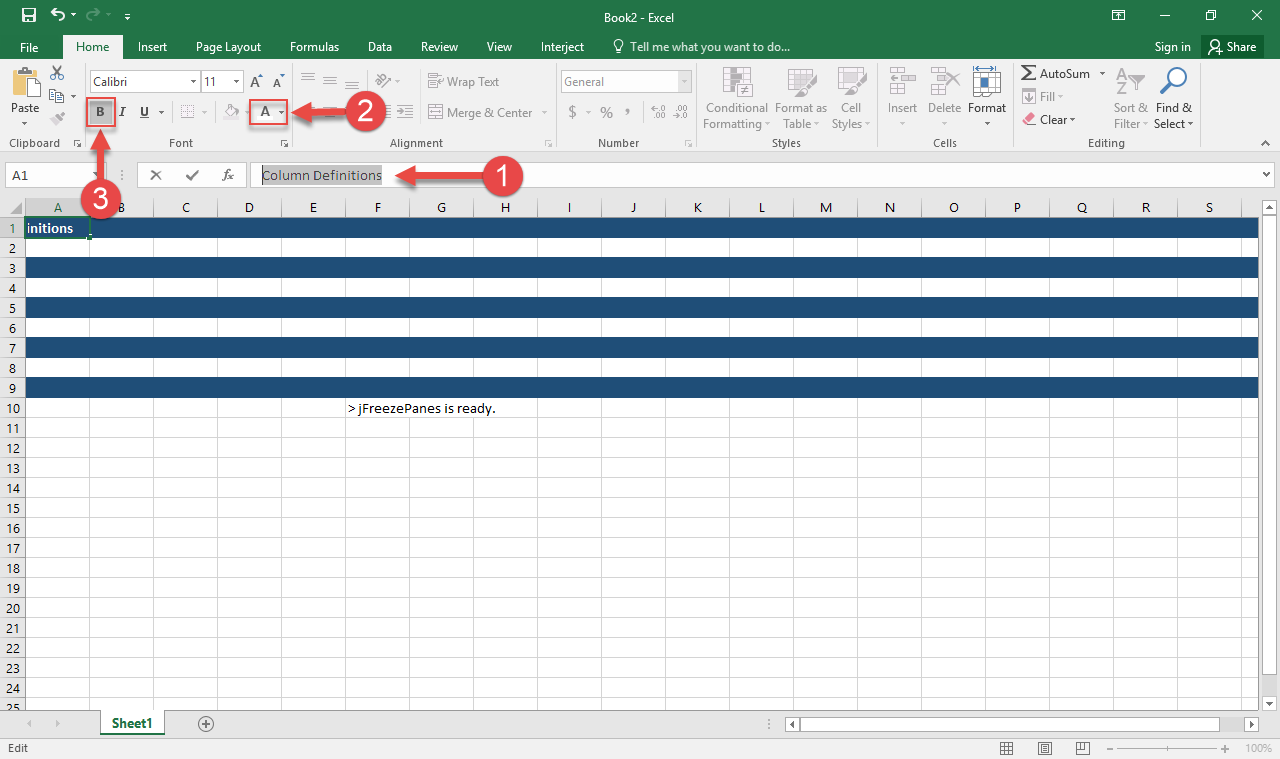 Book2 - Excel
File Home Insert Page Layout Formulas Data Review View Interject Tell me what you want to do... Sign in Share
Paste
Clipboard
Calibri 11
B I U A
Font
Wrap Text
Merge & Center
Alignment
General
$ % ,
.0 .00
.00 .0
Number
Conditional Formatting
Format as Table
Cell Styles
Styles
Insert Delete Format
Cells
AutoSum
Fill
Clear
Sort & Filter
Find & Select
Editing
2
3
A1 fx Column Definitions 1
A B C D E F G H I J K L M N O P Q R S
1 initions
2
3
4
5
6
7
8
9
10 > jFreezePanes is ready.
11
12
13
14
15
16
17
18
19
20
21
22
23
24
25
Sheet1
Edit 100%